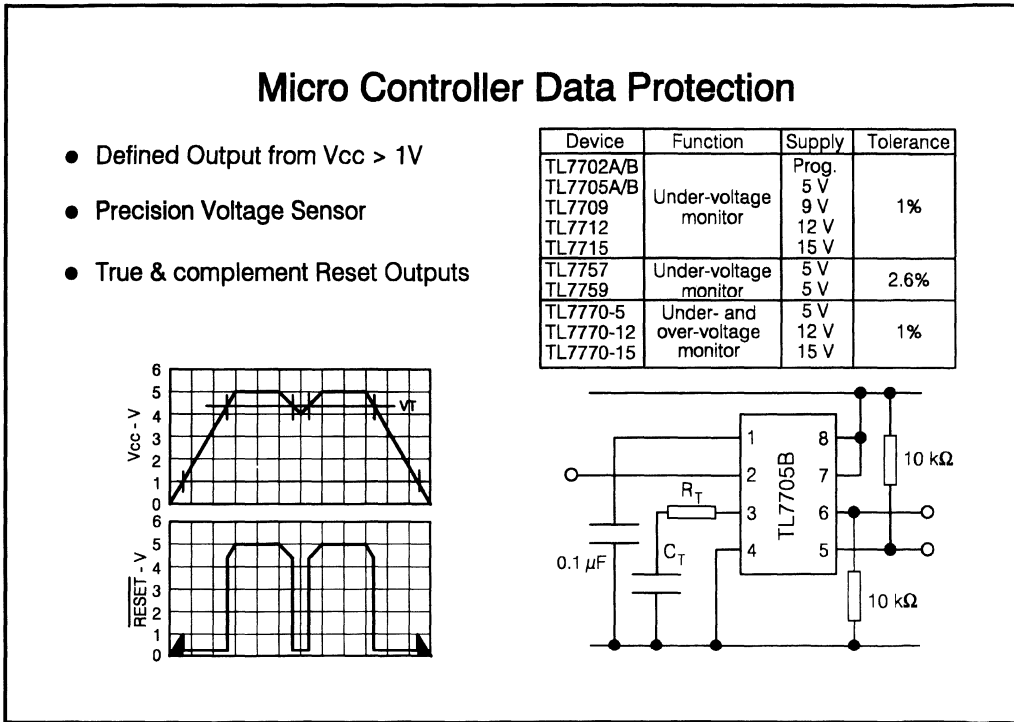 Micro Controller Data Protection
● Defined Output from Vcc > 1V
● Precision Voltage Sensor
● True & complement Reset Outputs
Device Function Supply Tolerance
TL7702A/B Prog.
TL7705A/B 5 V
TL7709 Under-voltage monitor 9 V 1%
TL7712 12 V
TL7715 15 V
TL7757 Under-voltage 5 V 2.6%
TL7759 monitor 5 V
TL7770-5 Under- and 5 V
TL7770-12 over-voltage 12 V 1%
TL7770-15 monitor 15 V
6
5
4
3
2
1
0
Vcc - V
VT
6
5
4
3
2
1
0
RESET - V
1
2
3
4
TL7705B
8
7
6
5
RT
CT
0.1 µF
10 kΩ
10 kΩ